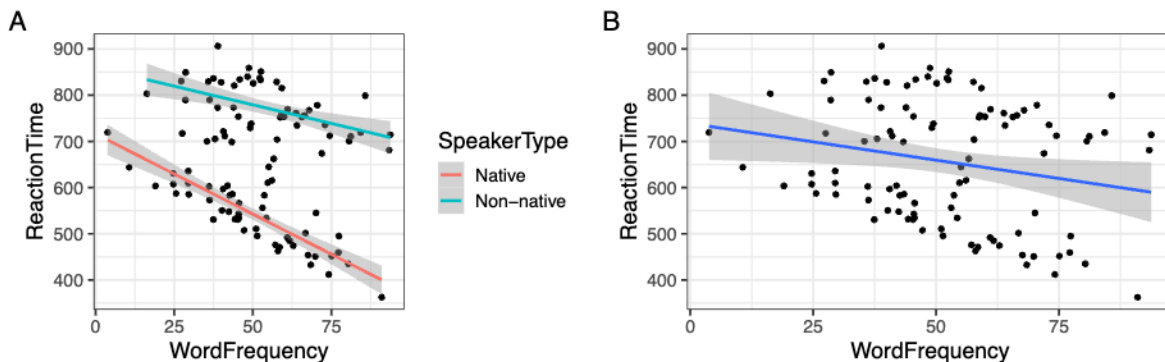 A
ReactionTime
900
800
700
600
500
400
0
25
50
75
WordFrequency
SpeakerType
Native
Non-native
B
ReactionTime
900
800
700
600
500
400
0
25
50
75
WordFrequency